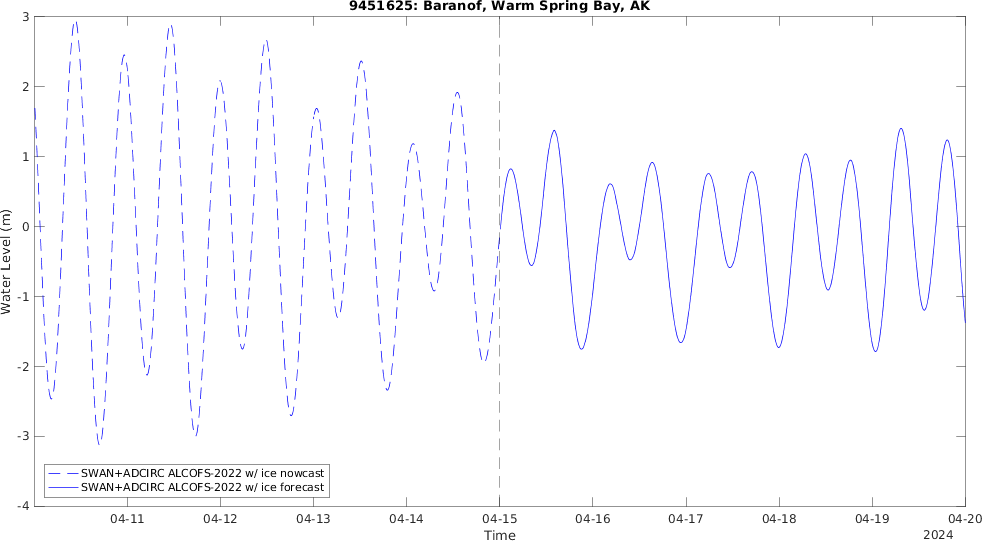 9451625: Baranof, Warm Spring Bay, AK
3
2
1
0
-1
-2
-3
-4
Water Level (m)
SWAN+ADCIRC ALCOFS-2022 w/ ice nowcast
SWAN+ADCIRC ALCOFS-2022 w/ ice forecast
04-11 04-12 04-13 04-14 04-15 04-16 04-17 04-18 04-19 04-20
Time
2024